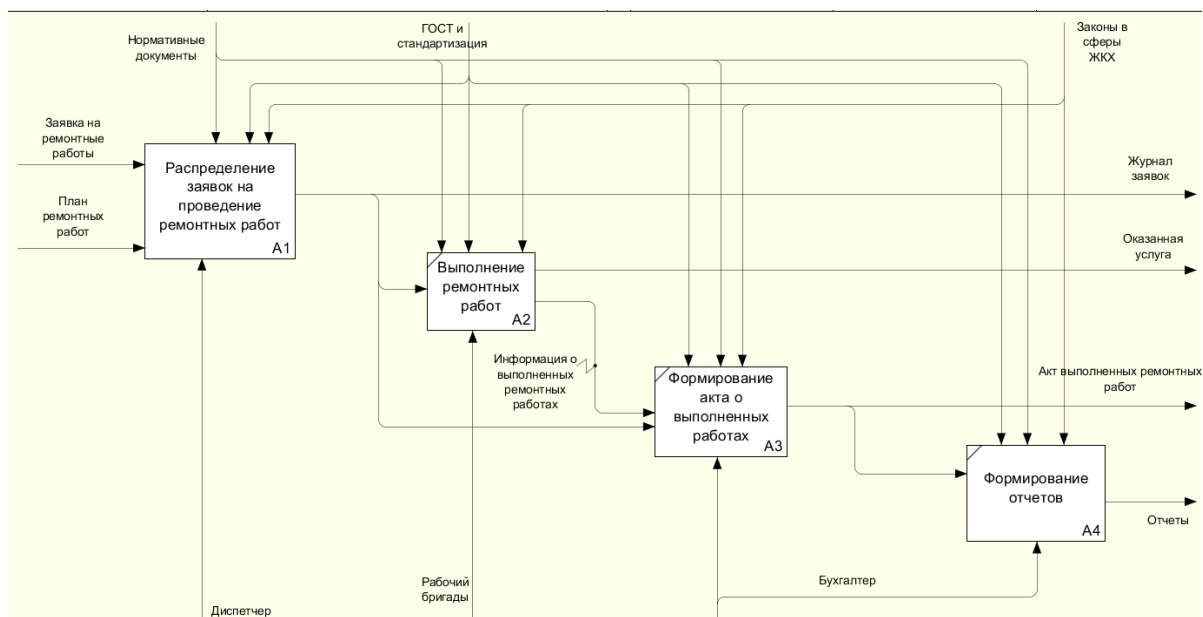 Нормативные
документы
ГОСТ и
стандартизация
Законы в
сферы
ЖКХ
Заявка на
ремонтные
работы
План
ремонтных
работ
Распределение
заявок на
проведение
ремонтных работ
A1
Журнал
заявок
Оказанная
услуга
Выполнение
ремонтных
работ
A2
Информация о
выполненных
ремонтных
работах
Формирование
акта о
выполненных
работах
A3
Акт выполненных ремонтных
работ
Формирование
отчетов
A4
Отчеты
Диспетчер
Рабочий
бригады
Бухгалтер